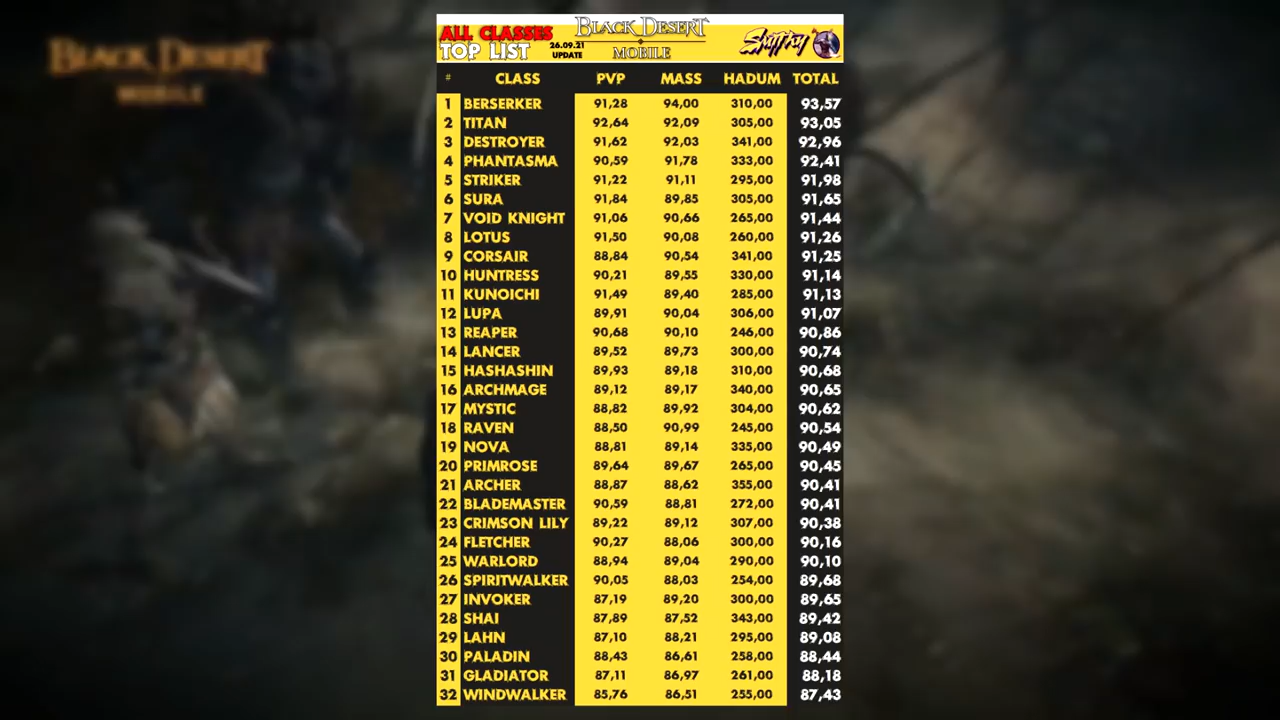 BLACK DESERT
MOBILE
ALL CLASSES
TOP LIST
26.09.21
UPDATE
BLACK DESERT
MOBILE
# CLASS PVP MASS HADUM TOTAL
1 BERSERKER 91,28 94,00 310,00 93,57
2 TITAN 92,64 92,09 305,00 93,05
3 DESTROYER 91,62 92,03 341,00 92,96
4 PHANTASMA 90,59 91,78 333,00 92,41
5 STRIKER 91,22 91,11 295,00 91,98
6 SURA 91,84 89,85 305,00 91,65
7 VOID KNIGHT 91,06 90,66 265,00 91,44
8 LOTUS 91,50 90,08 260,00 91,26
9 CORSAIR 88,84 90,54 341,00 91,25
10 HUNTRESS 90,21 89,55 330,00 91,14
11 KUNOICHI 91,49 89,40 285,00 91,13
12 LUPA 89,91 90,04 306,00 91,07
13 REAPER 90,68 90,10 246,00 90,86
14 LANCER 89,52 89,73 300,00 90,74
15 HASHASHIN 89,93 89,18 310,00 90,68
16 ARCHMAGE 89,12 89,17 340,00 90,65
17 MYSTIC 88,82 89,92 304,00 90,62
18 RAVEN 88,50 90,99 245,00 90,54
19 NOVA 88,81 89,14 335,00 90,49
20 PRIMROSE 89,64 89,67 265,00 90,45
21 ARCHER 88,87 88,62 355,00 90,41
22 BLADEMASTER 90,59 88,81 272,00 90,41
23 CRIMSON LILY 89,22 89,12 307,00 90,38
24 FLETCHER 90,27 88,06 300,00 90,16
25 WARLORD 88,94 89,04 290,00 90,10
26 SPIRITWALKER 90,05 88,03 254,00 89,68
27 INVOKER 87,19 89,20 300,00 89,65
28 SHAI 87,89 87,52 343,00 89,42
29 LAHN 87,10 88,21 295,00 89,08
30 PALADIN 88,43 86,61 258,00 88,44
31 GLADIATOR 87,11 86,97 261,00 88,18
32 WINDWALKER 85,76 86,51 255,00 87,43